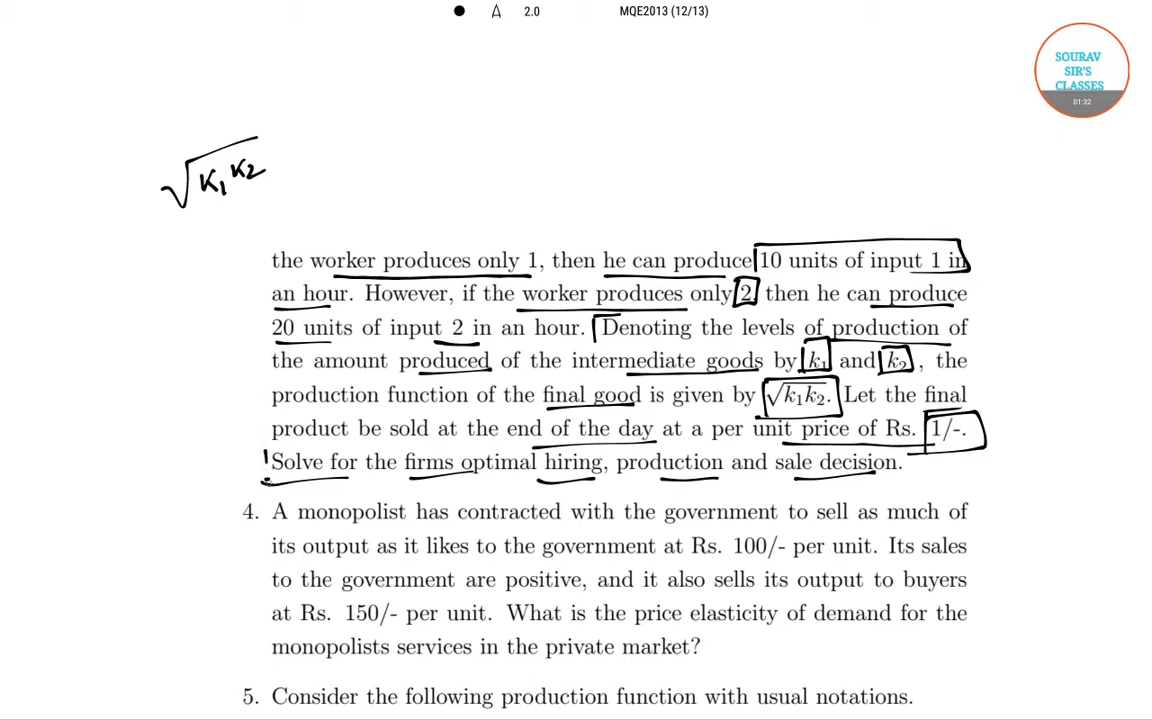 2.0 MQE2013 (12/13)
SOURAV
SIR'S
CLASSES
01:32
√K1 K2
the worker produces only 1, then he can produce 10 units of input 1 in
an hour. However, if the worker produces only 2, then he can produce
20 units of input 2 in an hour. Denoting the levels of production of
the amount produced of the intermediate goods by k1 and k2 , the
production function of the final good is given by √k1k2. Let the final
product be sold at the end of the day at a per unit price of Rs. 1/-.
Solve for the firms optimal hiring, production and sale decision.
4. A monopolist has contracted with the government to sell as much of
its output as it likes to the government at Rs. 100/- per unit. Its sales
to the government are positive, and it also sells its output to buyers
at Rs. 150/- per unit. What is the price elasticity of demand for the
monopolists services in the private market?
5. Consider the following production function with usual notations.